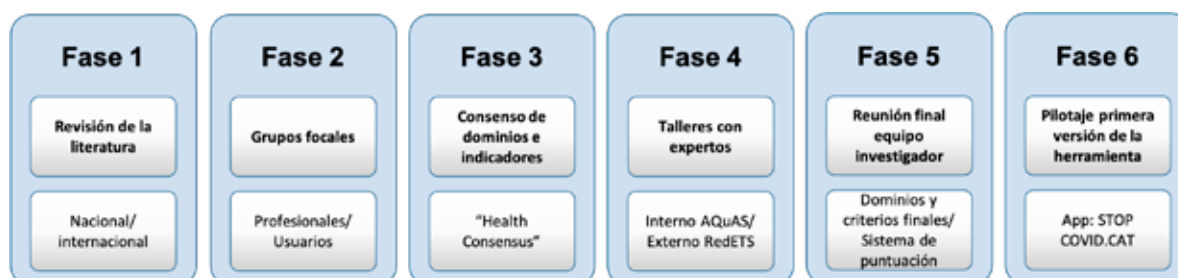 Fase 1
Revisión de la
literatura
Nacional/
internacional
Fase 2
Grupos focales
Profesionales/
Usuarios
Fase 3
Consenso de
dominios e
indicadores
“Health
Consensus”
Fase 4
Talleres con
expertos
Interno AQuAS/
Externo RedETS
Fase 5
Reunión final
equipo
investigador
Dominios y
criterios finales/
Sistema de
puntuación
Fase 6
Pilotaje primera
versión de la
herramienta
App: STOP
COVID.CAT